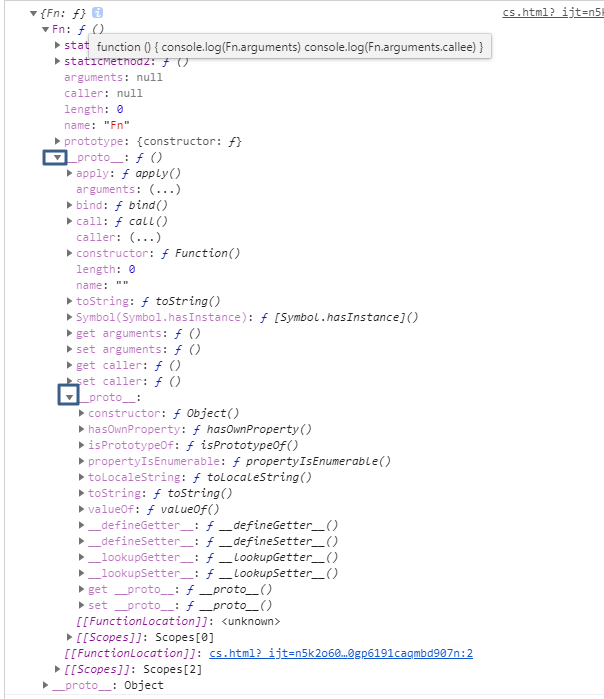 {Fn: ƒ} i
cs.html? ijt=n5k
Fn: ƒ ()
function () { console.log(Fn.arguments) console.log(Fn.arguments.callee) }
staticMethod2: ƒ ()
arguments: null
caller: null
length: 0
name: "Fn"
prototype: {constructor: ƒ}
__proto__: ƒ ()
apply: ƒ apply()
arguments: (...)
bind: ƒ bind()
call: ƒ call()
caller: (...)
constructor: ƒ Function()
length: 0
name: ""
toString: ƒ toString()
Symbol(Symbol.hasInstance): ƒ [Symbol.hasInstance]()
get arguments: ƒ ()
set arguments: ƒ ()
get caller: ƒ ()
set caller: ƒ ()
__proto__:
constructor: ƒ Object()
hasOwnProperty: ƒ hasOwnProperty()
isPrototypeOf: ƒ isPrototypeOf()
propertyIsEnumerable: ƒ propertyIsEnumerable()
toLocaleString: ƒ toLocaleString()
toString: ƒ toString()
valueOf: ƒ valueOf()
__defineGetter__: ƒ __defineGetter__()
__defineSetter__: ƒ __defineSetter__()
__lookupGetter__: ƒ __lookupGetter__()
__lookupSetter__: ƒ __lookupSetter__()
get __proto__: ƒ __proto__()
set __proto__: ƒ __proto__()
[[FunctionLocation]]: <unknown>
[[Scopes]]: Scopes[0]
[[FunctionLocation]]: cs.html? ijt=n5k2o60…0gp6191caqmbd907n:2
[[Scopes]]: Scopes[2]
__proto__: Object